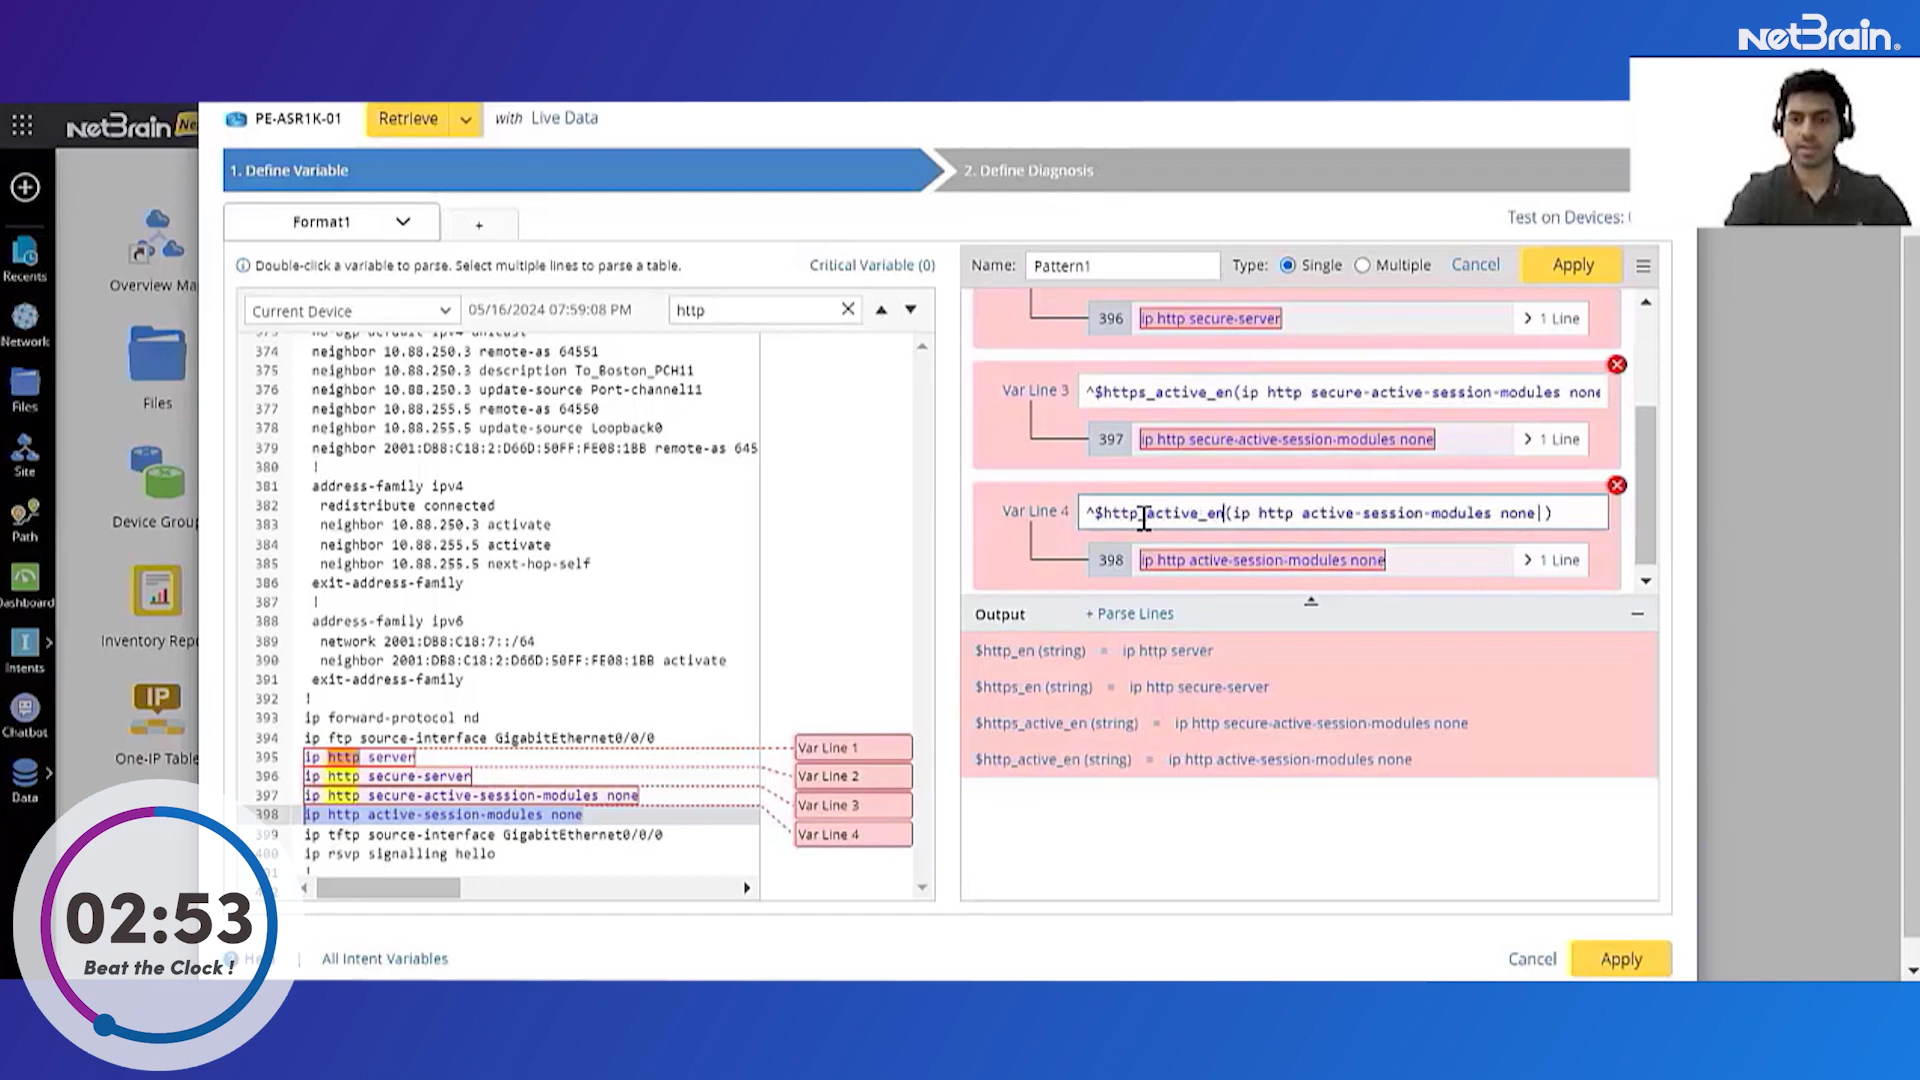 NetBrain
NetBrain Ne
PE-ASR1K-01
Retrieve
with Live Data
1. Define Variable
2. Define Diagnosis
Format1
+
Test on Devices:
Double-click a variable to parse. Select multiple lines to parse a table.
Critical Variable (0)
Current Device
05/16/2024 07:59:08 PM
http
374 neighbor 10.88.250.3 remote-as 64551
375 neighbor 10.88.250.3 description To_Boston_PCH11
376 neighbor 10.88.250.3 update-source Port-channel11
377 neighbor 10.88.255.5 remote-as 64550
378 neighbor 10.88.255.5 update-source Loopback0
379 neighbor 2001:DB8:C18:2:D66D:50FF:FE08:1BB remote-as 645
380 !
381 address-family ipv4
382 redistribute connected
383 neighbor 10.88.250.3 activate
384 neighbor 10.88.255.5 activate
385 neighbor 10.88.255.5 next-hop-self
386 exit-address-family
387 !
388 address-family ipv6
389 network 2001:DB8:C18:7::/64
390 neighbor 2001:DB8:C18:2:D66D:50FF:FE08:1BB activate
391 exit-address-family
392 !
393 ip forward-protocol nd
394 ip ftp source-interface GigabitEthernet0/0/0
395 ip http server
396 ip http secure-server
397 ip http secure-active-session-modules none
398 ip http active-session-modules none
399 ip tftp source-interface GigabitEthernet0/0/0
400 ip rsvp signalling hello
Var Line 1
Var Line 2
Var Line 3
Var Line 4
Name: Pattern1
Type: Single Multiple
Cancel
Apply
396 ip http secure-server
1 Line
Var Line 3 ^$https_active_en(ip http secure-active-session-modules none
397 ip http secure-active-session-modules none
1 Line
Var Line 4 ^$http_active_en(ip http active-session-modules none|)
398 ip http active-session-modules none
1 Line
Output
+ Parse Lines
$http_en (string) = ip http server
$https_en (string) = ip http secure-server
$https_active_en (string) = ip http secure-active-session-modules none
$http_active_en (string) = ip http active-session-modules none
All Intent Variables
Cancel
Apply
Recents
Network
Files
Site
Path
Dashboard
Intents
Chatbot
Data
Overview Ma
Files
Device Grou
Inventory Repo
IP
One-IP Table
02:53
Beat the Clock!